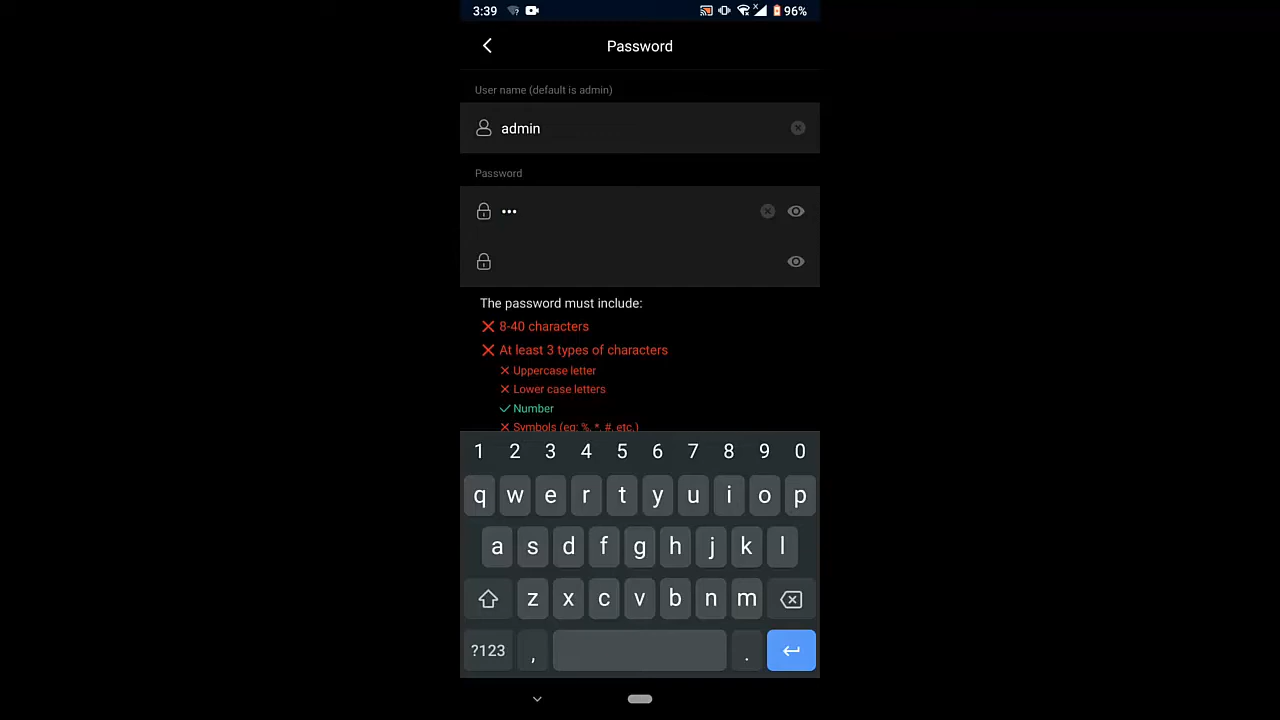 3:39
96%
Password
User name (default is admin)
admin
Password
•••
The password must include:
8-40 characters
At least 3 types of characters
Uppercase letter
Lower case letters
Number
Symbols (eg: %, *, #, etc.)
1 2 3 4 5 6 7 8 9 0
q w e r t y u i o p
a s d f g h j k l
z x c v b n m
?123 , .